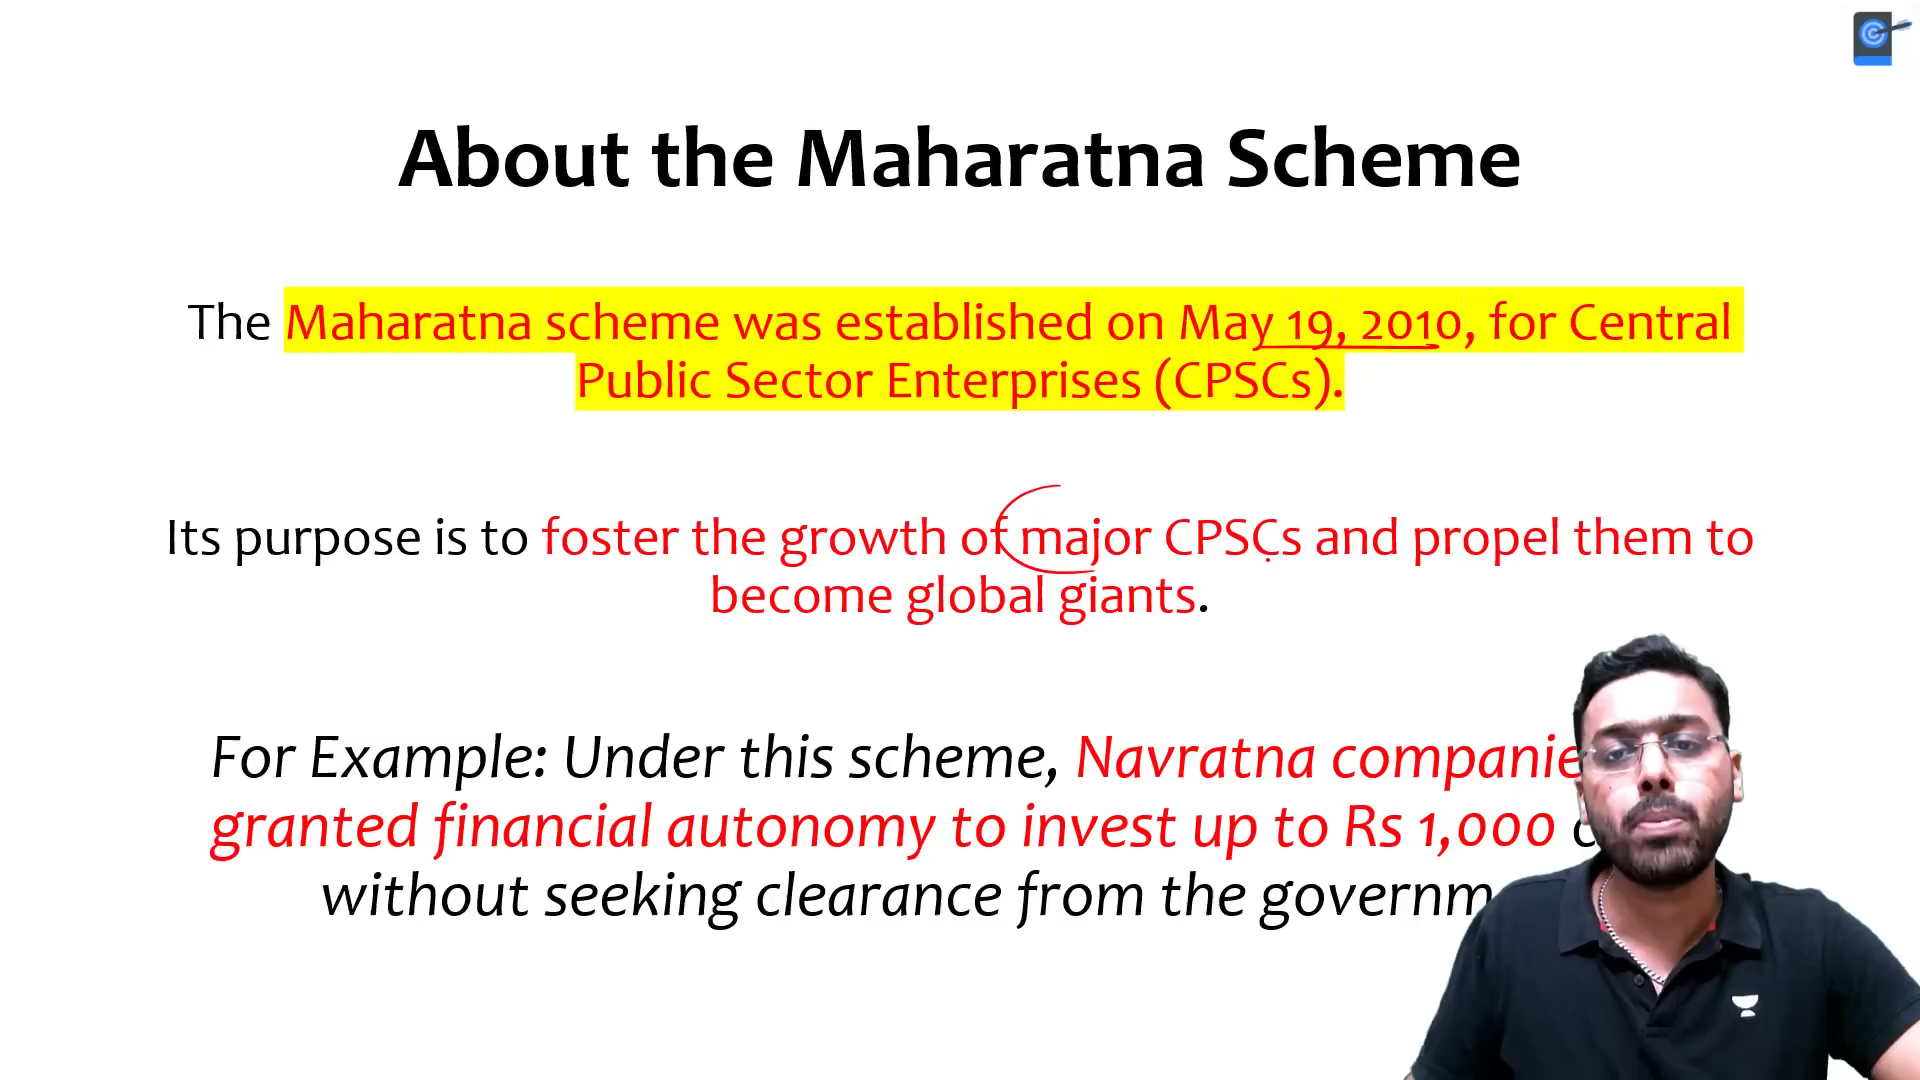 About the Maharatna Scheme
The Maharatna scheme was established on May 19, 2010, for Central
Public Sector Enterprises (CPSCs).
Its purpose is to foster the growth of major CPSCs and propel them to
become global giants.
For Example: Under this scheme, Navratna companie
granted financial autonomy to invest up to Rs 1,000
without seeking clearance from the governm